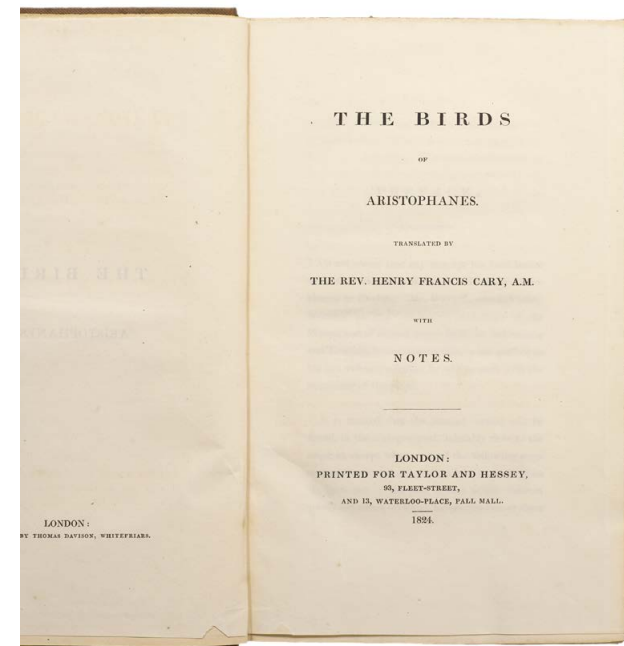 LONDON:
BY THOMAS DAVISON, WHITEFRIARS.
THE BIRDS
OF
ARISTOPHANES.
TRANSLATED BY
THE REV. HENRY FRANCIS CARY, A.M.
WITH
NOTES.
LONDON:
PRINTED FOR TAYLOR AND HESSEY,
93, FLEET-STREET,
AND 13, WATERLOO-PLACE, PALL MALL.
1824.